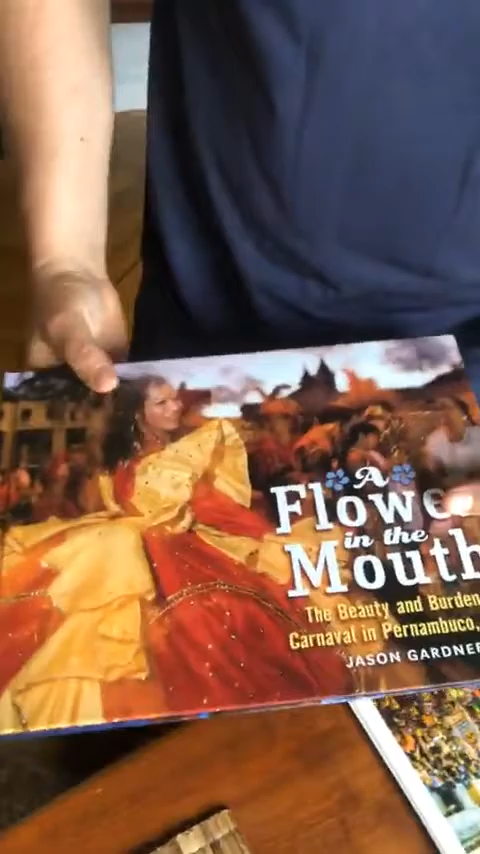 A
Flowe
in the
Mouth
The Beauty and Burden
Carnaval in Pernambuco,
JASON GARDNER